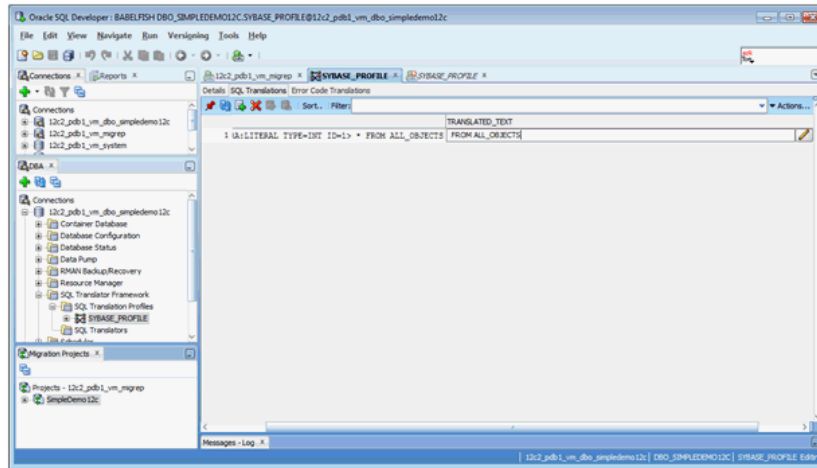 Oracle SQL Developer : BABELFISH DBO_SIMPLEDEMO12C.SYBASE_PROFILE@12c2_pdb1_vm_dbo_simpledemo12c
File Edit View Navigate Run Versioning Tools Help
Connections Reports
12c2_pdb1_vm_migrep SYBASE_PROFILE SYBASE_PROFILE
Details SQL Translations Error Code Translations
Sort.. Filter: Actions...
Connections
12c2_pdb1_vm_dbo_simpledemo12c
12c2_pdb1_vm_migrep
12c2_pdb1_vm_system
TRANSLATED_TEXT
1 (A:LITERAL TYPE=INT ID=1> * FROM ALL_OBJECTS FROM ALL_OBJECTS
DBA
Connections
12c2_pdb1_vm_dbo_simpledemo12c
Container Database
Database Configuration
Database Status
Data Pump
RMAN Backup/Recovery
Resource Manager
SQL Translator Framework
SQL Translation Profiles
SYBASE_PROFILE
SQL Translators
Migration Projects
Projects - 12c2_pdb1_vm_migrep
SimpleDemo12c
Messages - Log
12c2_pdb1_vm_dbo_simpledemo12c | DBO_SIMPLEDEMO12C | SYBASE_PROFILE